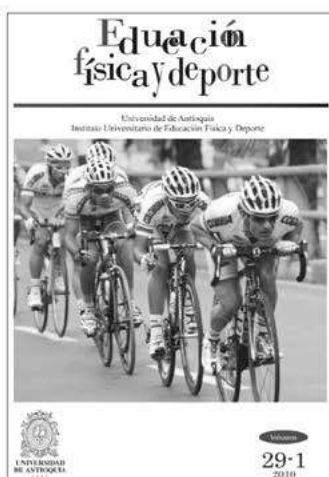 Educación
física y deporte
Universidad de Antioquia
Instituto Universitario de Educación Física y Deporte
UNIVERSIDAD
DE ANTIOQUIA
Volumen
29-1
2010